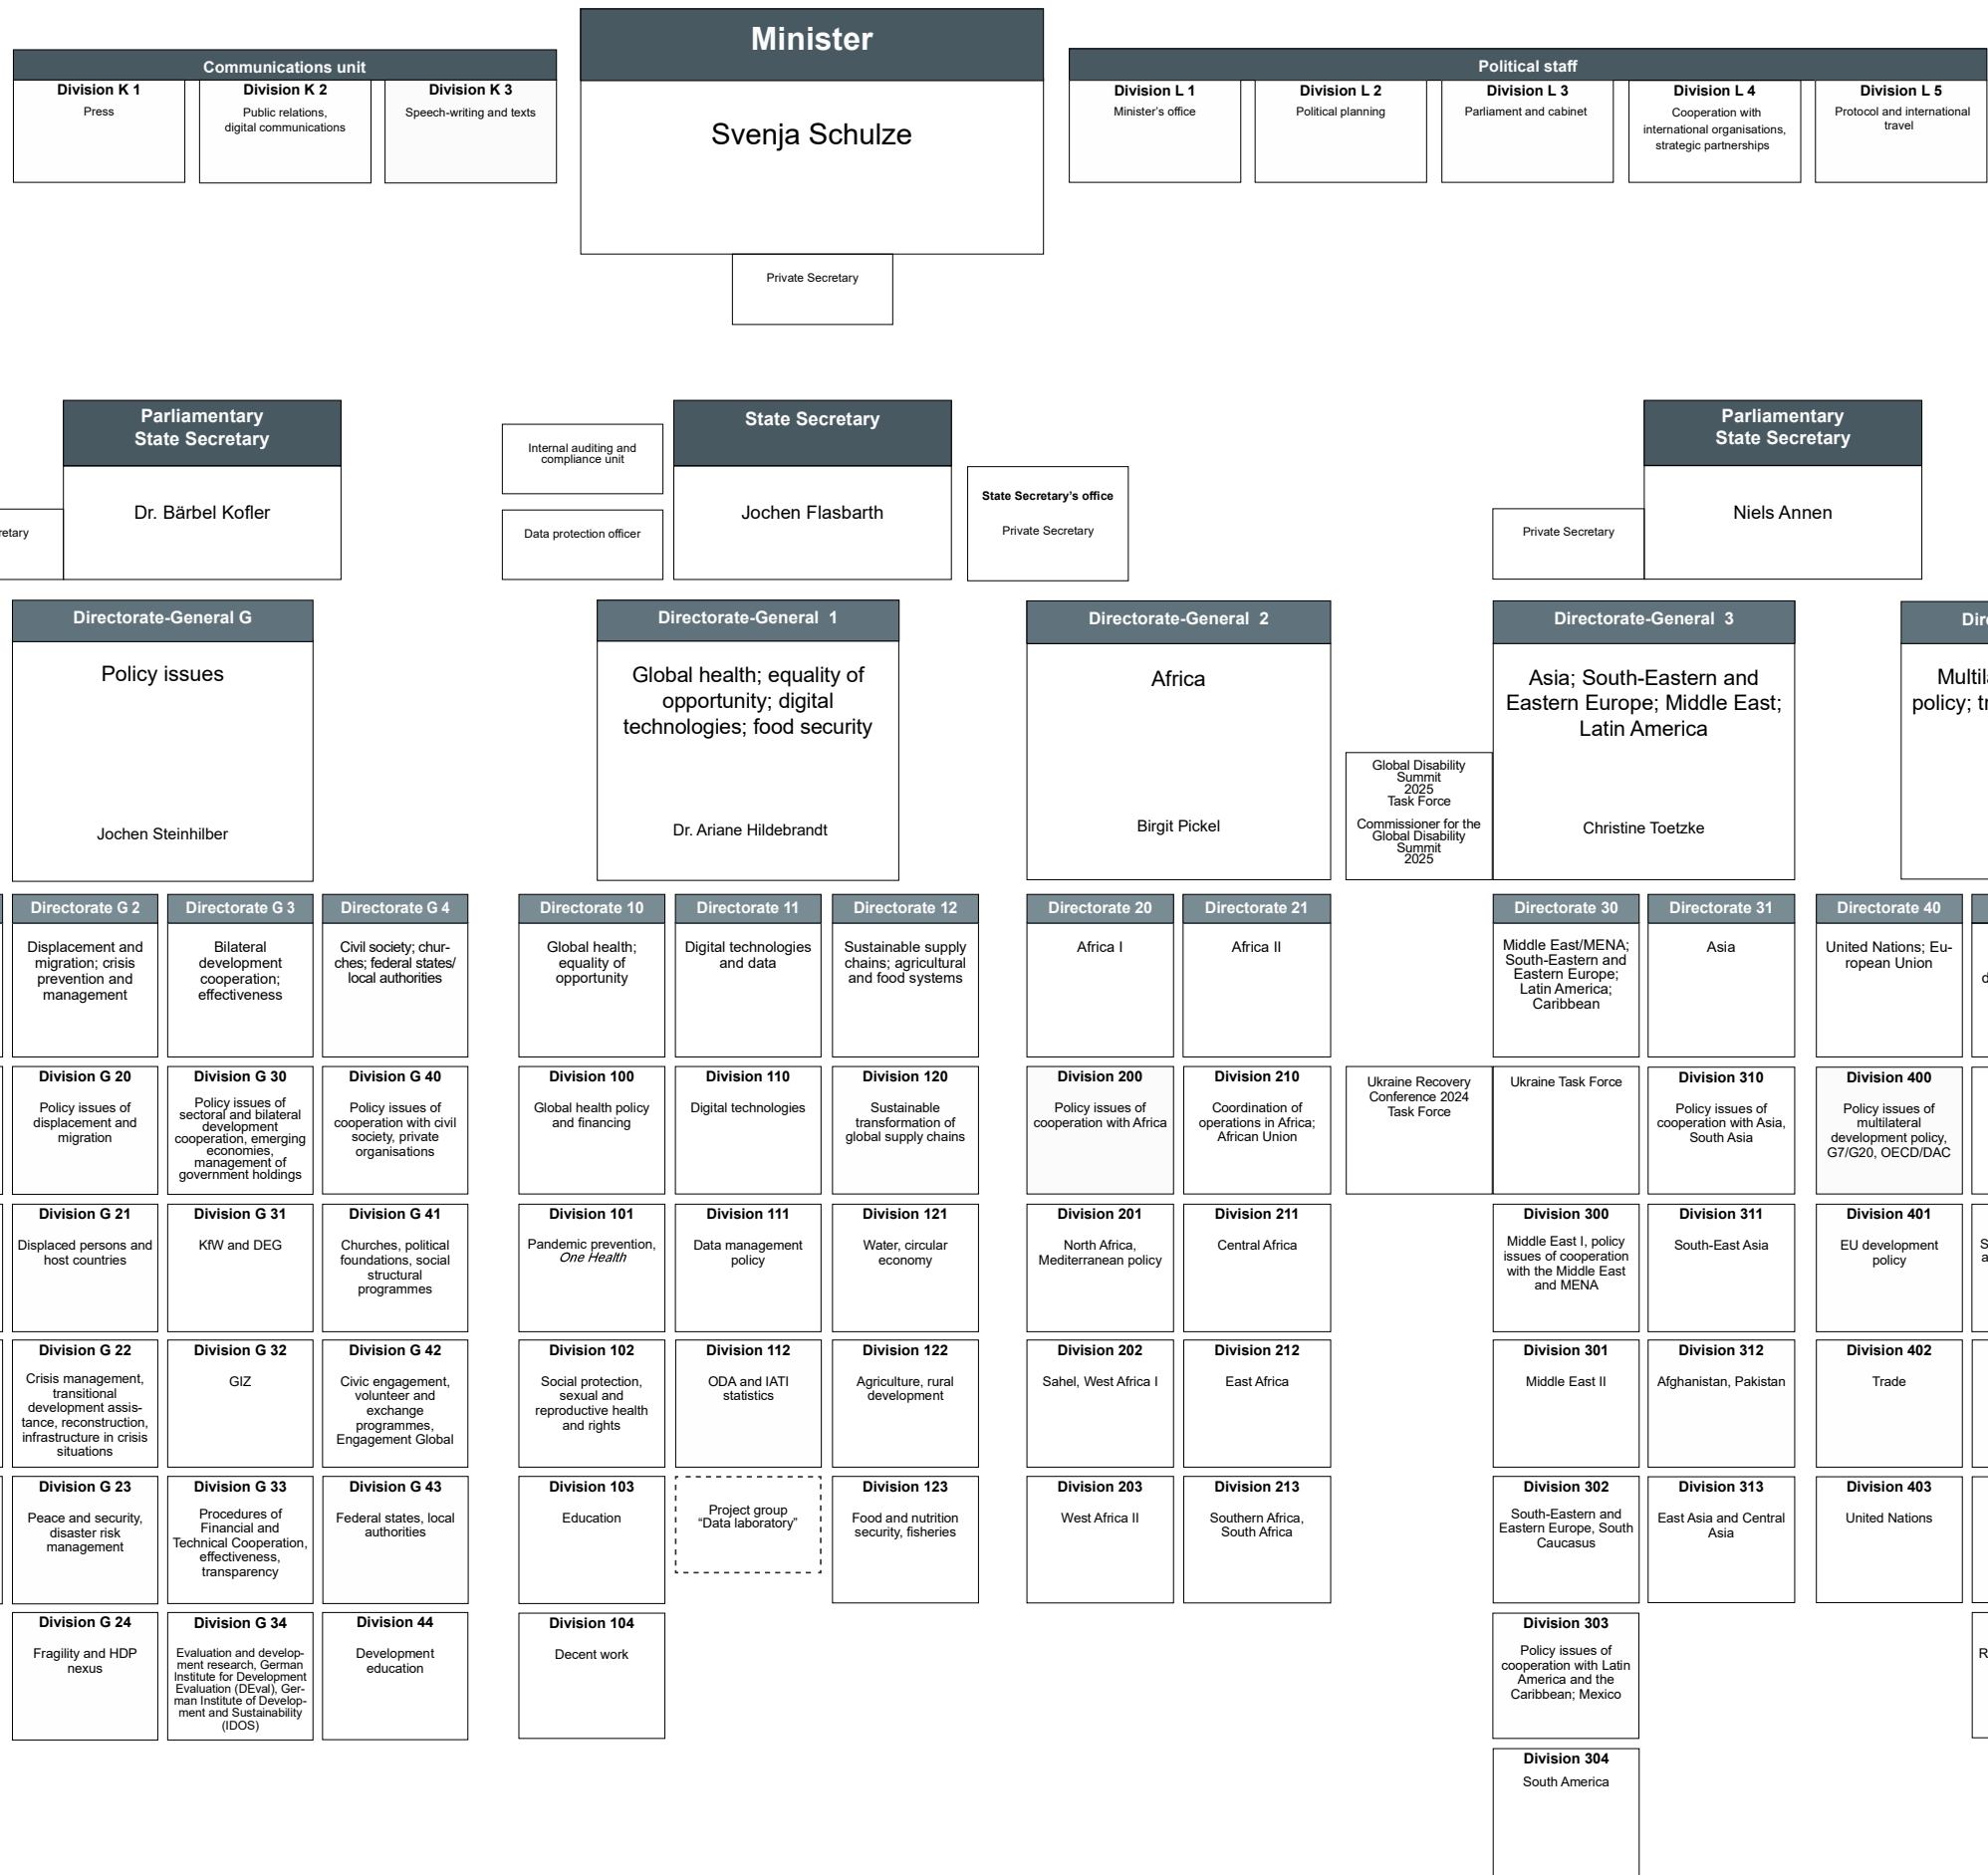 Minister
Svenja Schulze
Private Secretary
Communications unit
Division K 1
Press
Division K 2
Public relations,
digital communications
Division K 3
Speech-writing and texts
Political staff
Division L 1
Minister's office
Division L 2
Political planning
Division L 3
Parliament and cabinet
Division L 4
Cooperation with
international organisations,
strategic partnerships
Division L 5
Protocol and international
travel
Parliamentary
State Secretary
Dr. Bärbel Kofler
retary
Internal auditing and
compliance unit
Data protection officer
State Secretary
Jochen Flasbarth
State Secretary's office
Private Secretary
Parliamentary
State Secretary
Niels Annen
Private Secretary
Directorate-General G
Policy issues
Jochen Steinhilber
Directorate-General 1
Global health; equality of
opportunity; digital
technologies; food security
Dr. Ariane Hildebrandt
Directorate-General 2
Africa
Birgit Pickel
Global Disability
Summit
2025
Task Force
Commissioner for the
Global Disability
Summit
2025
Directorate-General 3
Asia; South-Eastern and
Eastern Europe; Middle East;
Latin America
Christine Toetzke
Dire
Multila
policy; tr
Directorate G 2
Displacement and
migration; crisis
prevention and
management
Division G 20
Policy issues of
displacement and
migration
Division G 21
Displaced persons and
host countries
Division G 22
Crisis management,
transitional
development assis-
tance, reconstruction,
infrastructure in crisis
situations
Division G 23
Peace and security,
disaster risk
management
Division G 24
Fragility and HDP
nexus
Directorate G 3
Bilateral
development
cooperation;
effectiveness
Division G 30
Policy issues of
sectoral and bilateral
development
cooperation, emerging
economies,
management of
government holdings
Division G 31
KfW and DEG
Division G 32
GIZ
Division G 33
Procedures of
Financial and
Technical Cooperation,
effectiveness,
transparency
Division G 34
Evaluation and develop-
ment research, German
Institute for Development
Evaluation (DEval), Ger-
man Institute of Develop-
ment and Sustainability
(IDOS)
Directorate G 4
Civil society; chur-
ches; federal states/
local authorities
Division G 40
Policy issues of
cooperation with civil
society, private
organisations
Division G 41
Churches, political
foundations, social
structural
programmes
Division G 42
Civic engagement,
volunteer and
exchange
programmes,
Engagement Global
Division G 43
Federal states, local
authorities
Division 44
Development
education
Directorate 10
Global health;
equality of
opportunity
Division 100
Global health policy
and financing
Division 101
Pandemic prevention,
One Health
Division 102
Social protection,
sexual and
reproductive health
and rights
Division 103
Education
Division 104
Decent work
Directorate 11
Digital technologies
and data
Division 110
Digital technologies
Division 111
Data management
policy
Division 112
ODA and IATI
statistics
Project group
“Data laboratory”
Directorate 12
Sustainable supply
chains; agricultural
and food systems
Division 120
Sustainable
transformation of
global supply chains
Division 121
Water, circular
economy
Division 122
Agriculture, rural
development
Division 123
Food and nutrition
security, fisheries
Directorate 20
Africa I
Division 200
Policy issues of
cooperation with Africa
Division 201
North Africa,
Mediterranean policy
Division 202
Sahel, West Africa I
Division 203
West Africa II
Directorate 21
Africa II
Division 210
Coordination of
operations in Africa;
African Union
Division 211
Central Africa
Division 212
East Africa
Division 213
Southern Africa,
South Africa
Ukraine Recovery
Conference 2024
Task Force
Directorate 30
Middle East/MENA;
South-Eastern and
Eastern Europe;
Latin America;
Caribbean
Ukraine Task Force
Division 300
Middle East I, policy
issues of cooperation
with the Middle East
and MENA
Division 301
Middle East II
Division 302
South-Eastern and
Eastern Europe, South
Caucasus
Division 303
Policy issues of
cooperation with Latin
America and the
Caribbean; Mexico
Division 304
South America
Directorate 31
Asia
Division 310
Policy issues of
cooperation with Asia,
South Asia
Division 311
South-East Asia
Division 312
Afghanistan, Pakistan
Division 313
East Asia and Central
Asia
Directorate 40
United Nations; Eu-
ropean Union
Division 400
Policy issues of
multilateral
development policy,
G7/G20, OECD/DAC
Division 401
EU development
policy
Division 402
Trade
Division 403
United Nations
d
S
a
R